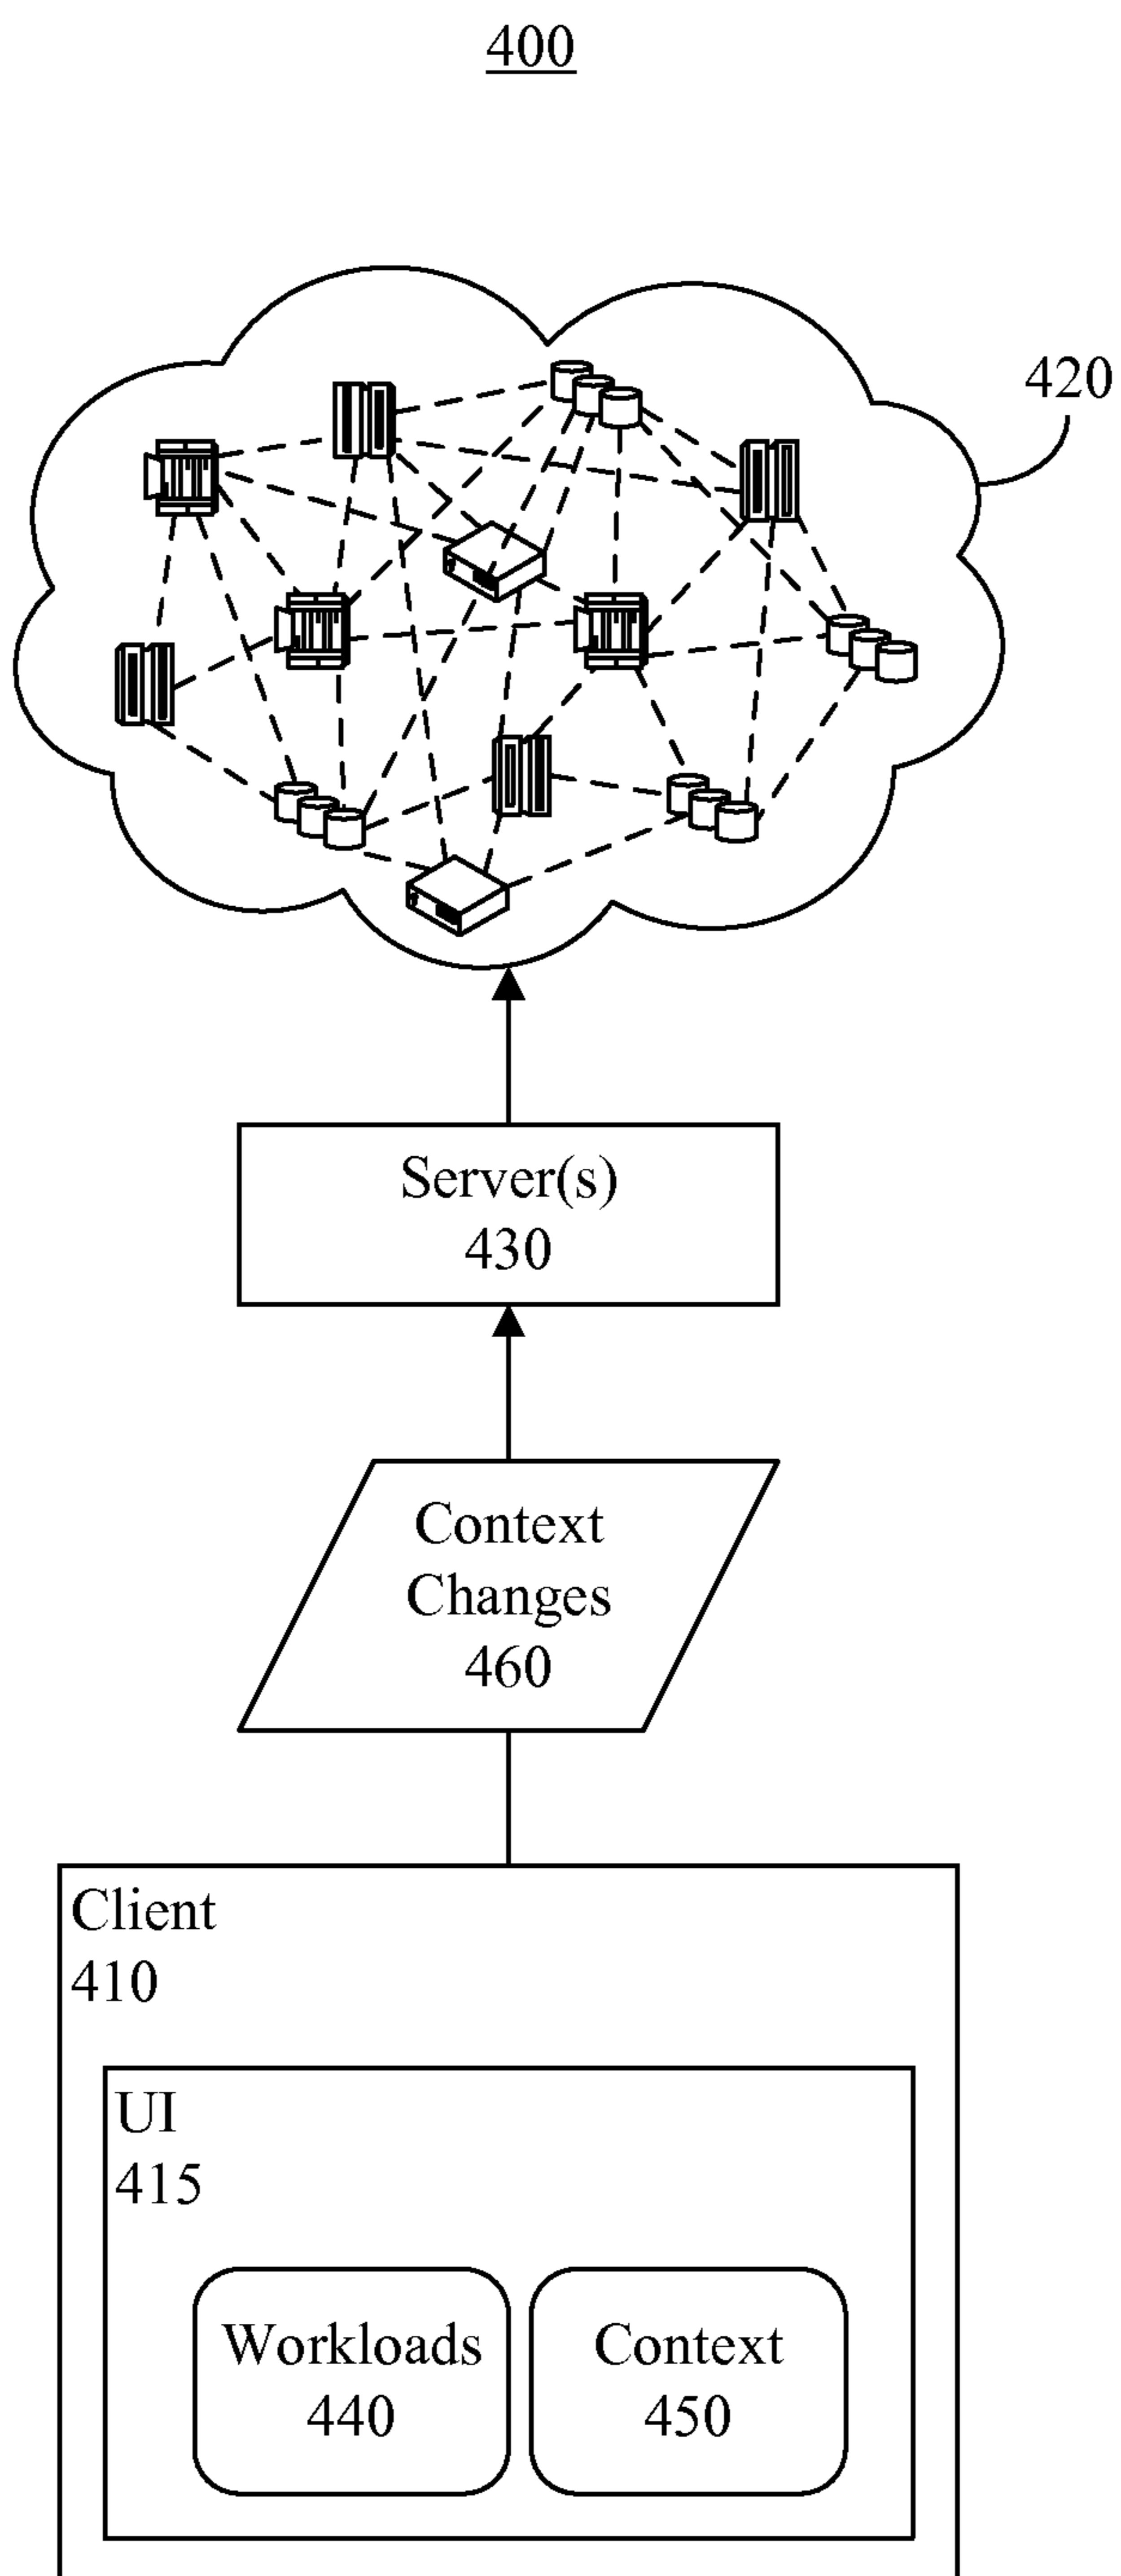 400
420
Server(s)
430
Context
Changes
460
Client
410
UI
415
Workloads
440
Context
450